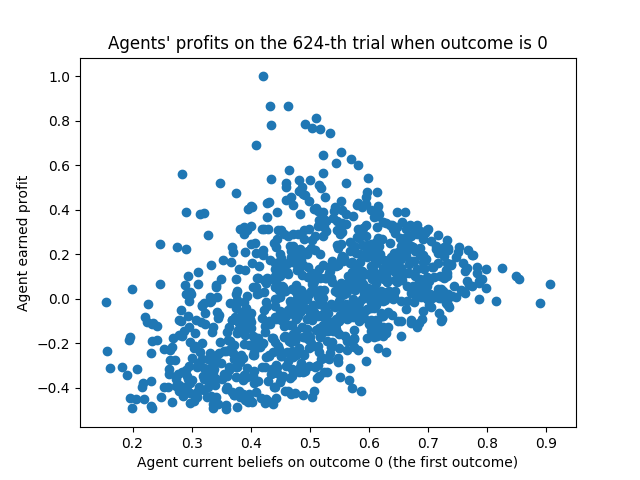 Agents' profits on the 624-th trial when outcome is 0
1.0
0.8
0.6
0.4
0.2
0.0
−0.2
−0.4
Agent earned profit
0.2 0.3 0.4 0.5 0.6 0.7 0.8 0.9
Agent current beliefs on outcome 0 (the first outcome)